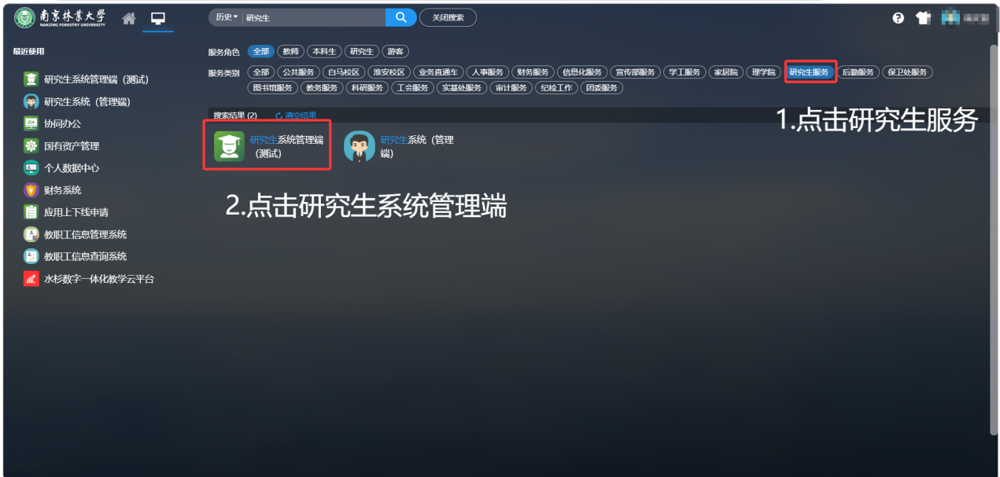 南京林业大学
NANJING FORESTRY UNIVERSITY
历史 研究生 关闭搜索
最近使用
研究生系统管理端（测试）
研究生系统（管理端）
协同办公
国有资产管理
个人数据中心
财务系统
应用上下线申请
教职工信息管理系统
教职工信息查询系统
水杉数字一体化教学云平台
服务角色 全部 教师 本科生 研究生 游客
服务类别 全部 公共服务 白马校区 淮安校区 业务直通车 人事服务 财务服务 信息化服务 宣传部服务 学工服务 家居院 理学院 研究生服务 后勤服务 保卫处服务
图书馆服务 教务服务 科研服务 工会服务 实基处服务 审计服务 纪检工作 团委服务
搜索结果 (2) 清空结果
1.点击研究生服务
研究生系统管理端
（测试）
研究生系统（管理
端）
2.点击研究生系统管理端